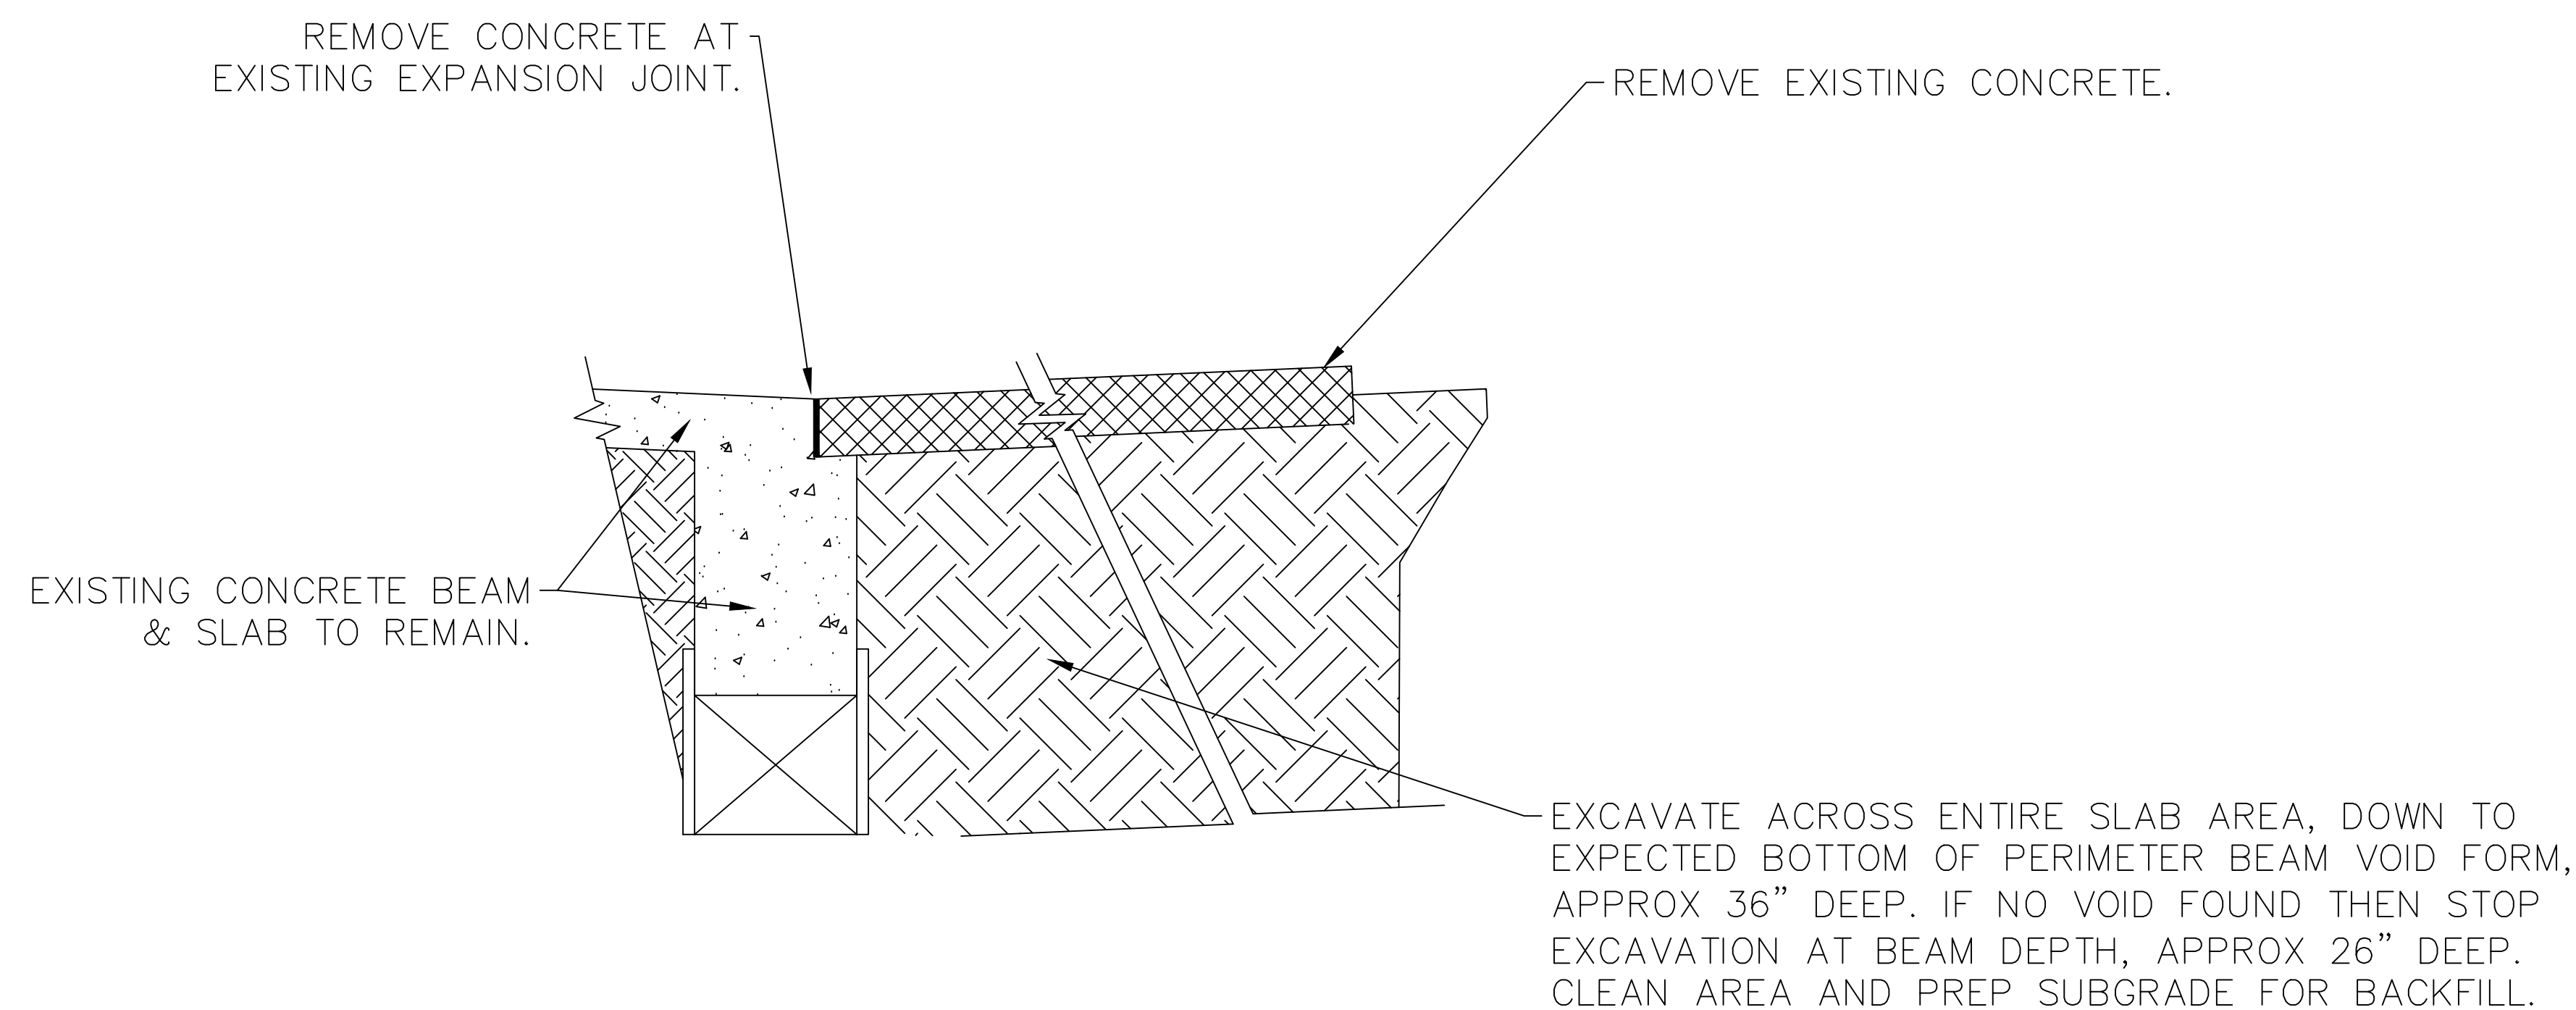 REMOVE CONCRETE AT
EXISTING EXPANSION JOINT.
REMOVE EXISTING CONCRETE.
EXISTING CONCRETE BEAM
& SLAB TO REMAIN.
EXCAVATE ACROSS ENTIRE SLAB AREA, DOWN TO
EXPECTED BOTTOM OF PERIMETER BEAM VOID FORM,
APPROX 36” DEEP. IF NO VOID FOUND THEN STOP
EXCAVATION AT BEAM DEPTH, APPROX 26” DEEP.
CLEAN AREA AND PREP SUBGRADE FOR BACKFILL.